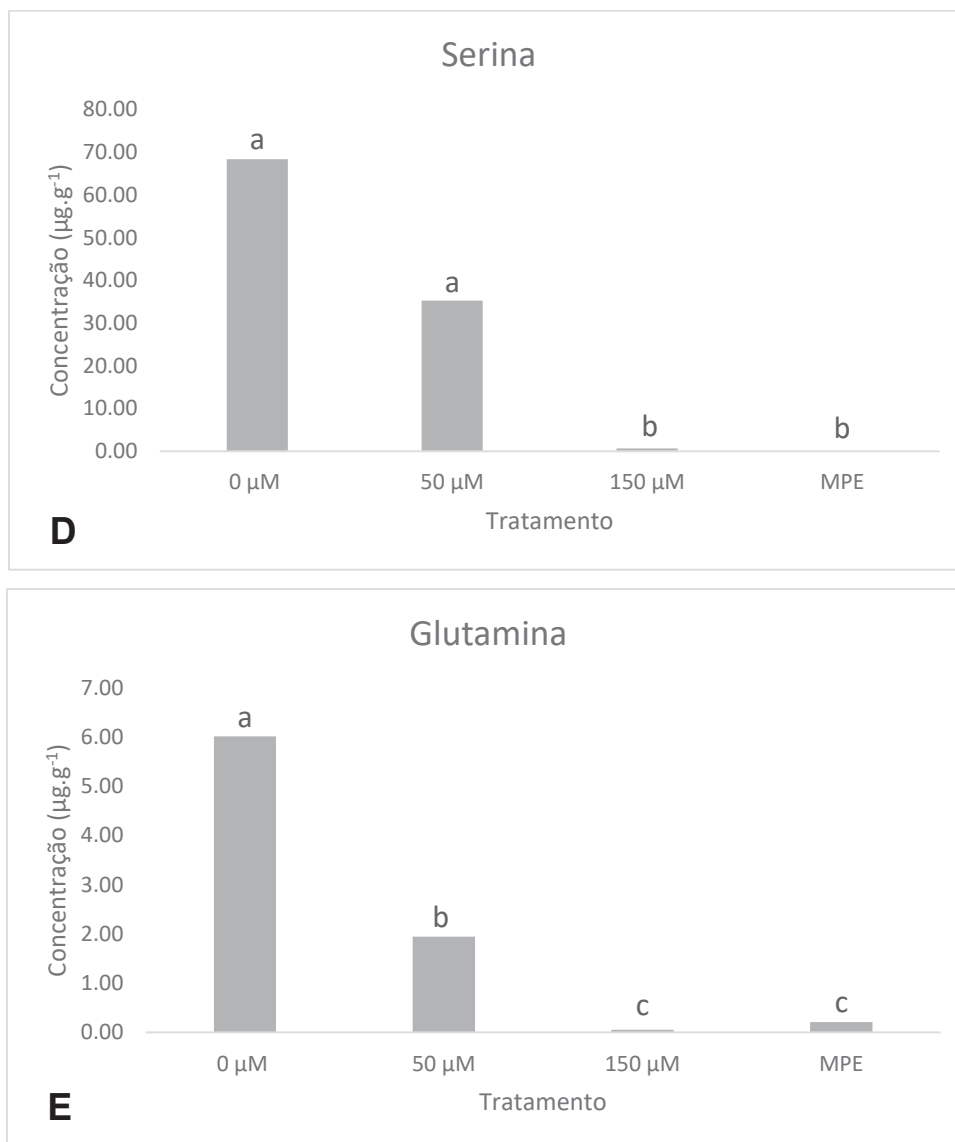 Serina
Concentração (µg.g⁻¹)
80.00
70.00
60.00
50.00
40.00
30.00
20.00
10.00
0.00
a
a
b
b
0 µM 50 µM 150 µM MPE
Tratamento
D
Glutamina
Concentração (µg.g⁻¹)
7.00
6.00
5.00
4.00
3.00
2.00
1.00
0.00
a
b
c
c
0 µM 50 µM 150 µM MPE
Tratamento
E